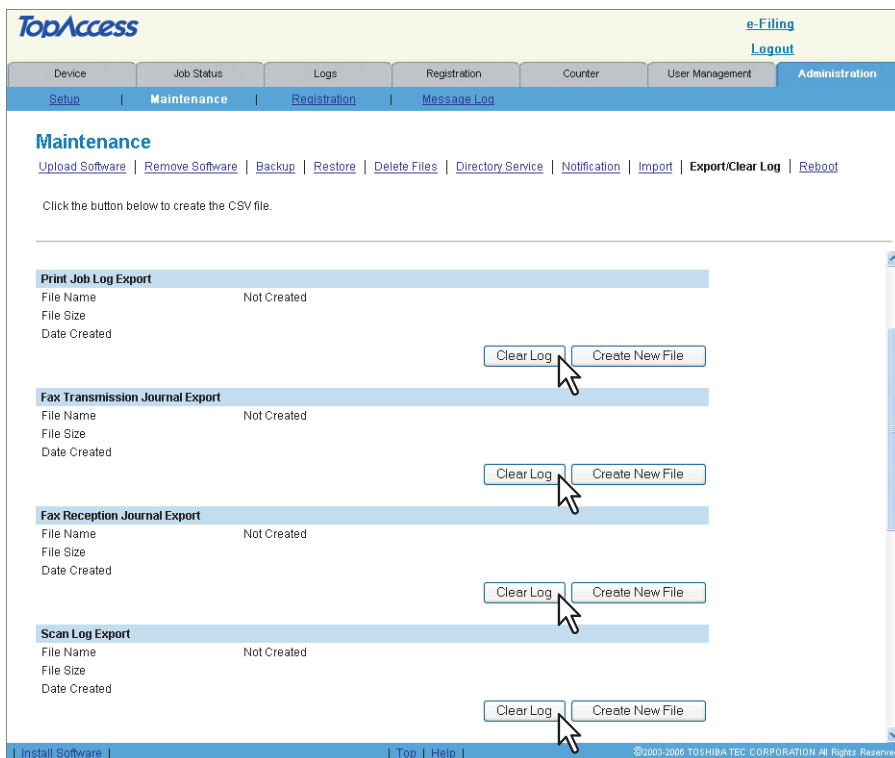 TopAccess
e-Filing
Logout
Device Job Status Logs Registration Counter User Management Administration
Setup | Maintenance | Registration | Message Log
Maintenance
Upload Software | Remove Software | Backup | Restore | Delete Files | Directory Service | Notification | Import | Export/Clear Log | Reboot
Click the button below to create the CSV file.
Print Job Log Export
File Name Not Created
File Size
Date Created
Clear Log Create New File
Fax Transmission Journal Export
File Name Not Created
File Size
Date Created
Clear Log Create New File
Fax Reception Journal Export
File Name Not Created
File Size
Date Created
Clear Log Create New File
Scan Log Export
File Name Not Created
File Size
Date Created
Clear Log Create New File
| Install Software | | Top | Help | ©2003-2006 TOSHIBA TEC CORPORATION All Rights Reserve